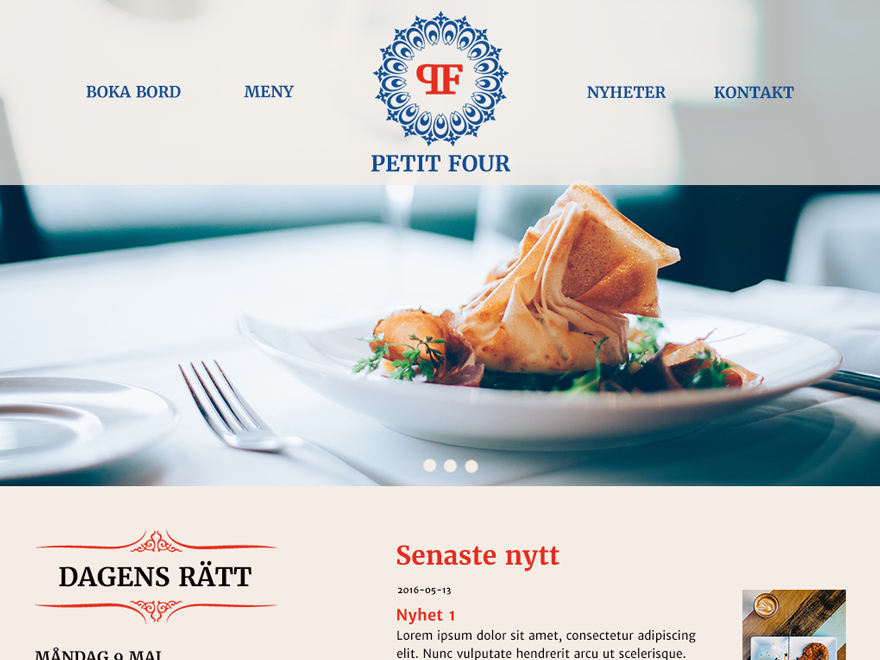 BOKA BORD
MENY
PF
PETIT FOUR
NYHETER
KONTAKT
DAGENS RÄTT
MÅNDAG 9 MAJ
Senaste nytt
2016-05-13
Nyhet 1
Lorem ipsum dolor sit amet, consectetur adipiscing
elit. Nunc vulputate hendrerit arcu ut scelerisque.